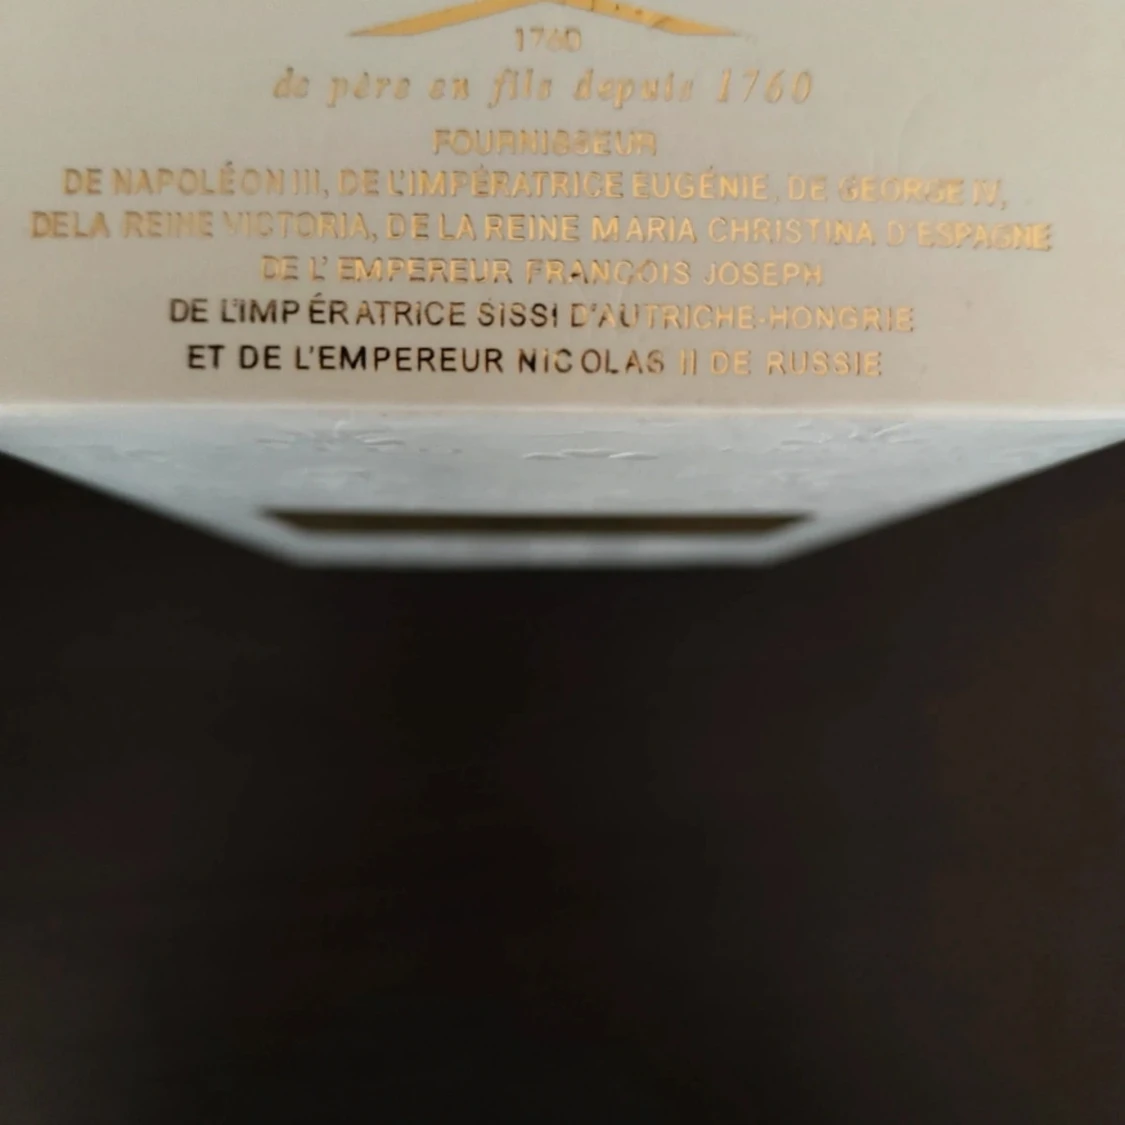 1760
de père en fils depuis 1760
FOURNISSEUR
DE NAPOLÉON III, DE L'IMPÉRATRICE EUGÉNIE, DE GEORGE IV,
DE LA REINE VICTORIA, DE LA REINE MARIA CHRISTINA D'ESPAGNE
DE L'EMPEREUR FRANÇOIS JOSEPH
DE L'IMPÉRATRICE SISSI D'AUTRICHE-HONGRIE
ET DE L'EMPEREUR NICOLAS II DE RUSSIE